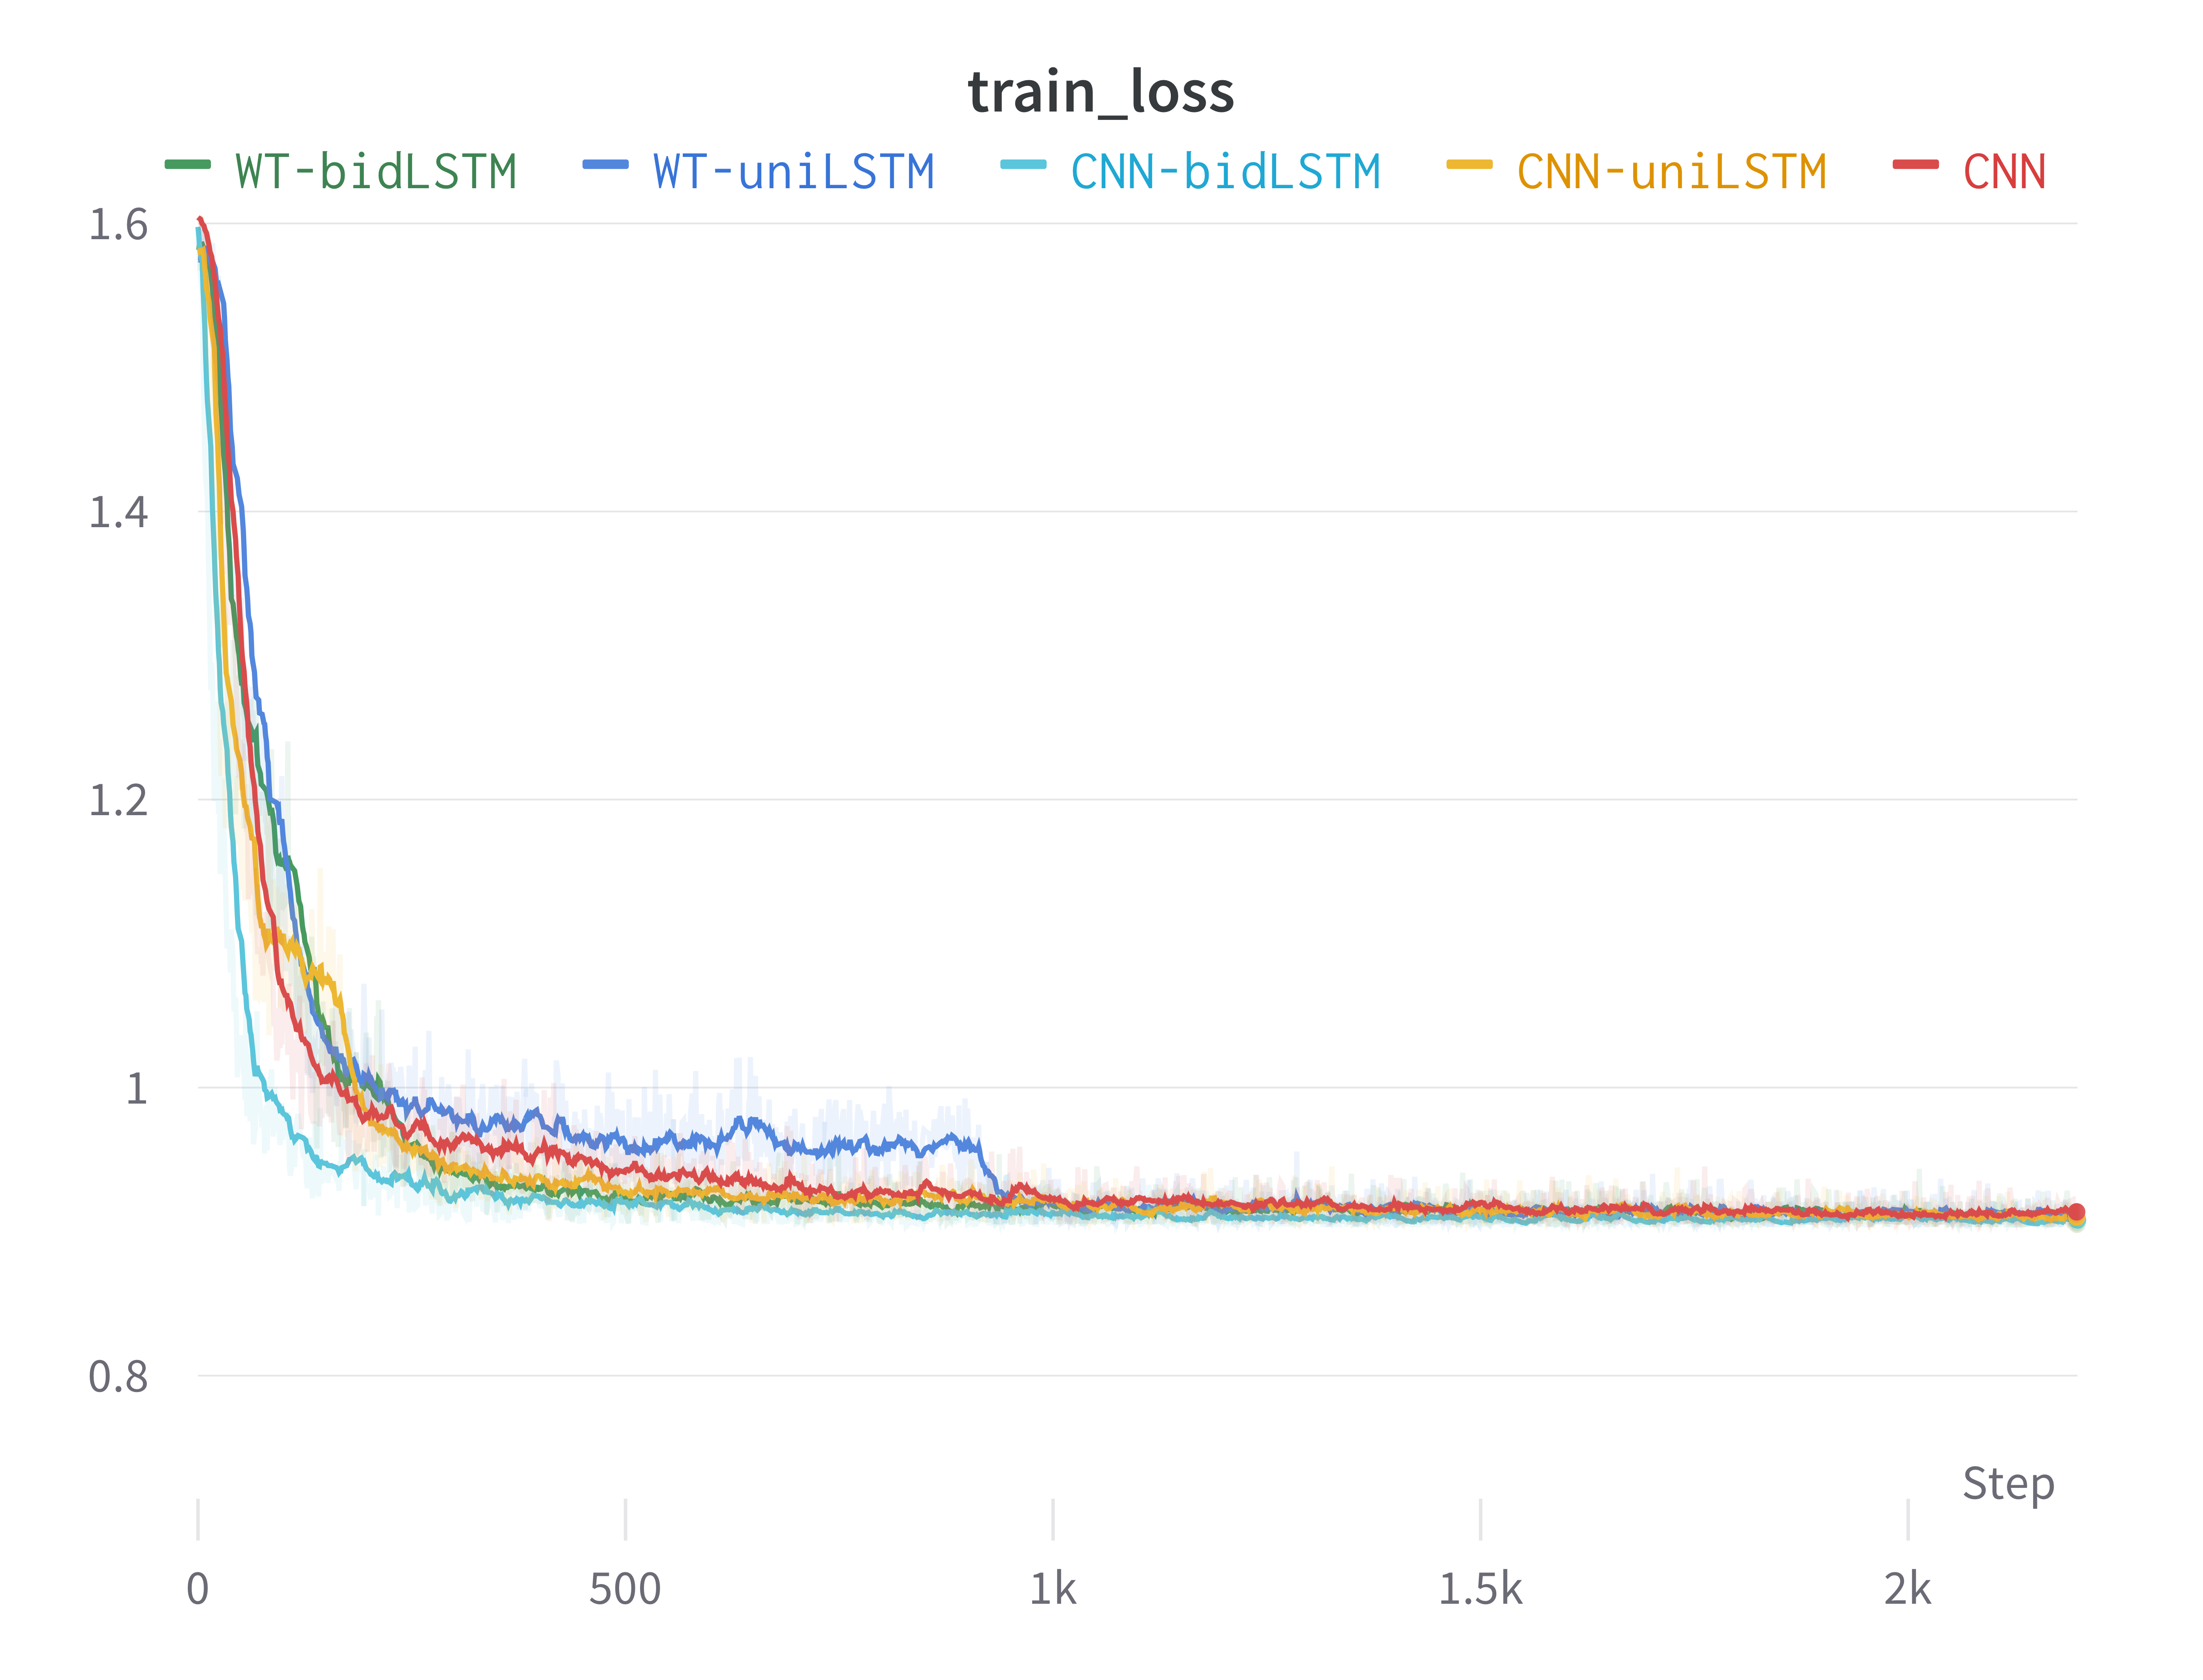 train_loss
WT-bidLSTM WT-uniLSTM CNN-bidLSTM CNN-uniLSTM CNN
1.6
1.4
1.2
1
0.8
Step
0 500 1k 1.5k 2k